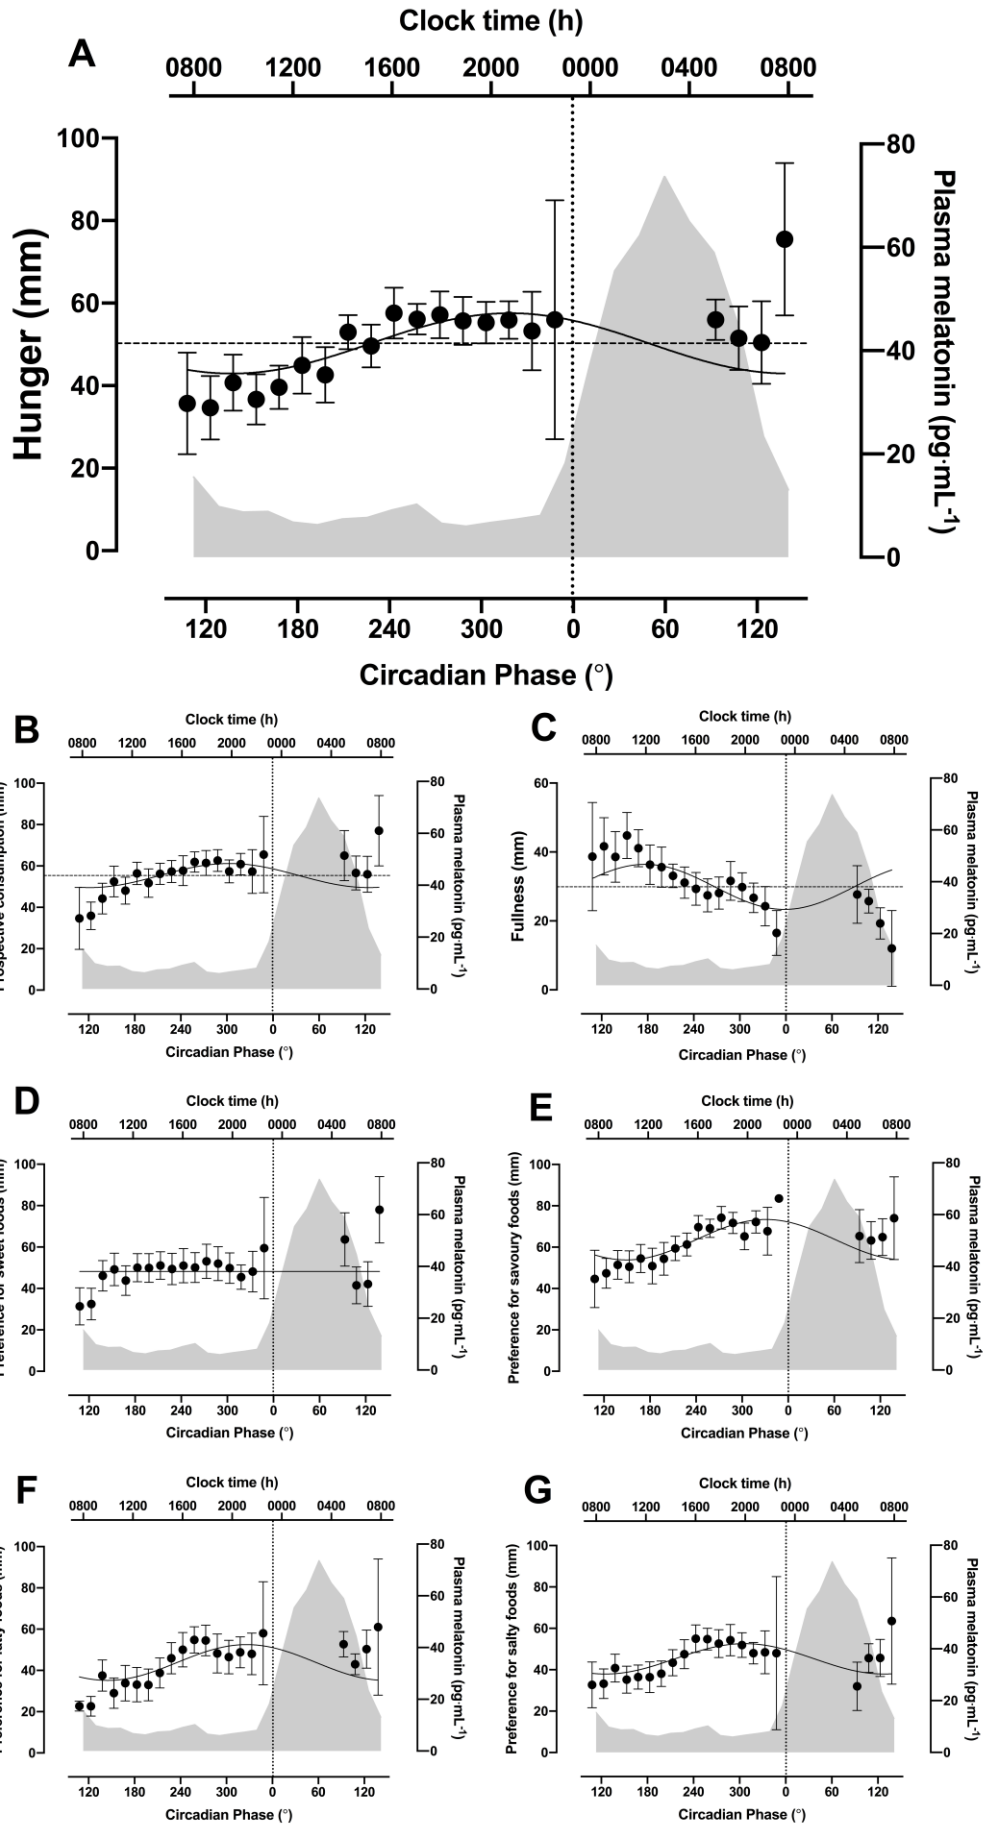 Clock time (h)
A
0800 1200 1600 2000 0000 0400 0800
100 80 60 40 20 0
Hunger (mm)
80 60 40 20 0
Plasma melatonin (pg·mL-1)
120 180 240 300 0 60 120
Circadian Phase (°)
B
Clock time (h)
0800 1200 1600 2000 0000 0400 0800
100 80 60 40 20 0
Prospective consumption (mm)
80 60 40 20 0
Plasma melatonin (pg·mL-1)
120 180 240 300 0 60 120
Circadian Phase (°)
C
Clock time (h)
0800 1200 1600 2000 0000 0400 0800
60 40 20 0
Fullness (mm)
80 60 40 20 0
Plasma melatonin (pg·mL-1)
120 180 240 300 0 60 120
Circadian Phase (°)
D
Clock time (h)
0800 1200 1600 2000 0000 0400 0800
100 80 60 40 20 0
Preference for sweet foods (mm)
80 60 40 20 0
Plasma melatonin (pg·mL-1)
120 180 240 300 0 60 120
Circadian Phase (°)
E
Clock time (h)
0800 1200 1600 2000 0000 0400 0800
100 80 60 40 20 0
Preference for savoury foods (mm)
80 60 40 20 0
Plasma melatonin (pg·mL-1)
120 180 240 300 0 60 120
Circadian Phase (°)
F
Clock time (h)
0800 1200 1600 2000 0000 0400 0800
100 80 60 40 20 0
Preference for fatty foods (mm)
80 60 40 20 0
Plasma melatonin (pg·mL-1)
120 180 240 300 0 60 120
Circadian Phase (°)
G
Clock time (h)
0800 1200 1600 2000 0000 0400 0800
100 80 60 40 20 0
Preference for salty foods (mm)
80 60 40 20 0
Plasma melatonin (pg·mL-1)
120 180 240 300 0 60 120
Circadian Phase (°)